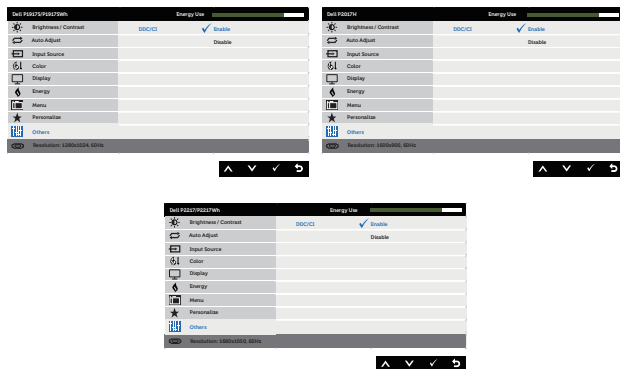 Dell P1917S/P1917SWh Energy Use
Brightness / Contrast DDC/CI Enable
Auto Adjust Disable
Input Source
Color
Display
Energy
Menu
Personalize
Others
Resolution: 1280x1024, 60Hz
Dell P2017H Energy Use
Brightness / Contrast DDC/CI Enable
Auto Adjust Disable
Input Source
Color
Display
Energy
Menu
Personalize
Others
Resolution: 1600x900, 60Hz
Dell P2217/P2217Wh Energy Use
Brightness / Contrast DDC/CI Enable
Auto Adjust Disable
Input Source
Color
Display
Energy
Menu
Personalize
Others
Resolution: 1680x1050, 60Hz